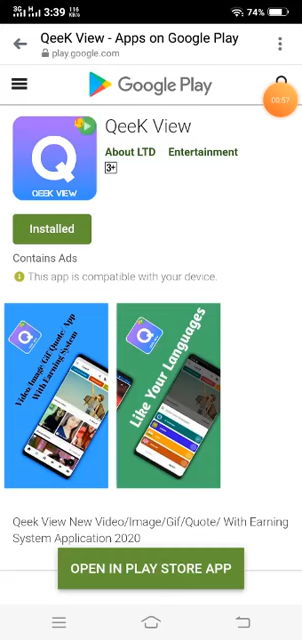 3G H 3:39 116 KB/s 74%
QeeK View - Apps on Google Play
play.google.com
Google Play
00:57
QeeK View
About LTD Entertainment
3+
Q
QEEK VIEW
Installed
Contains Ads
This app is compatible with your device.
Q
Video/Image/Gif/Quote/App
With Earning System
Q
Like Your Languages
Qeek View New Video/Image/Gif/Quote/ With Earning
System Application 2020
OPEN IN PLAY STORE APP